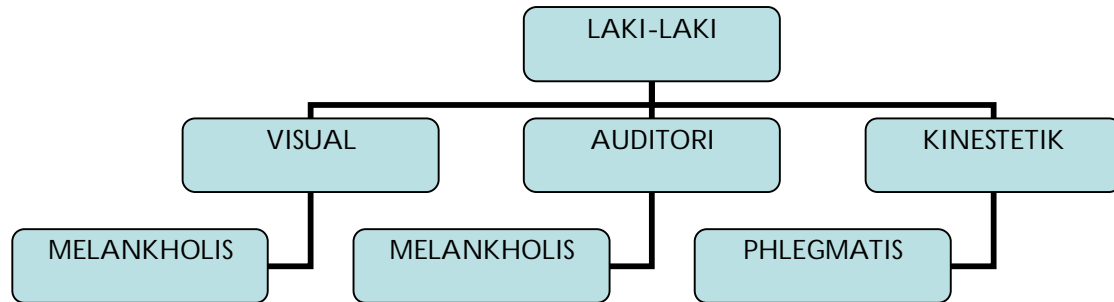 LAKI-LAKI
VISUAL
AUDITORI
KINESTETIK
MELANKHOLIS
MELANKHOLIS
PHLEGMATIS